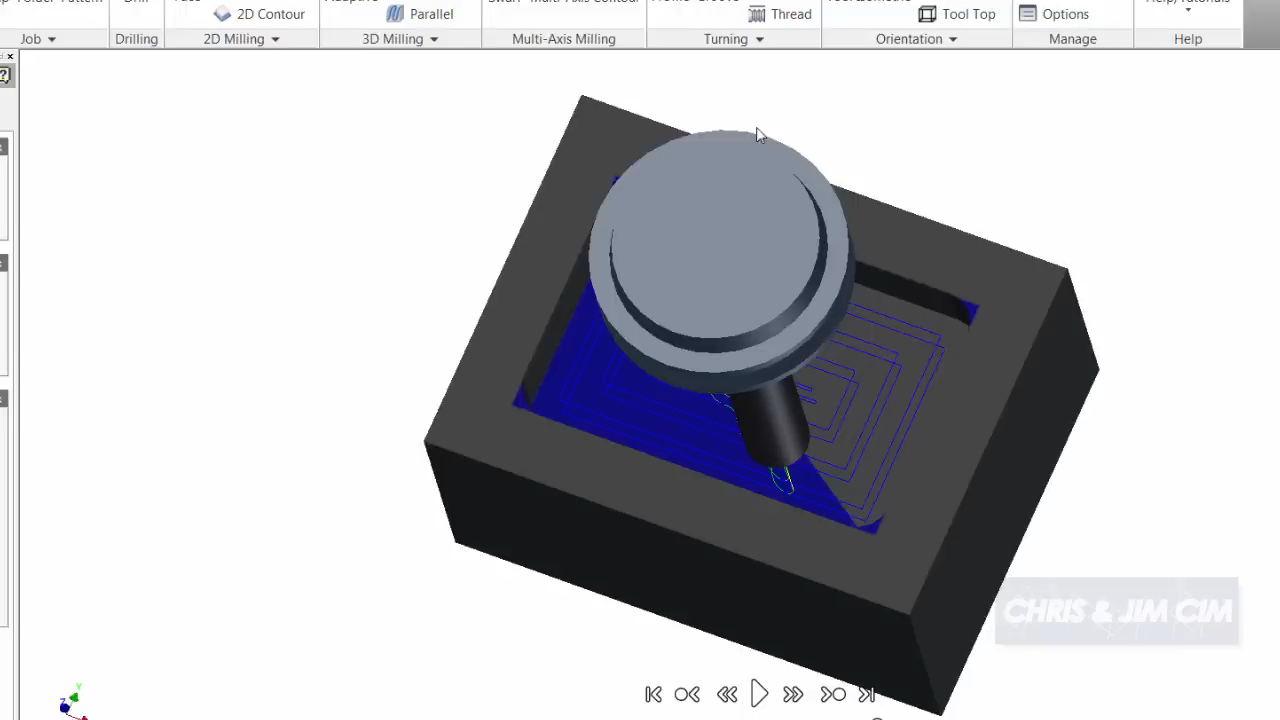 2D Contour
Parallel
Thread
Tool Top
Options
Job
Drilling
2D Milling
3D Milling
Multi-Axis Milling
Turning
Orientation
Manage
Help
CHRIS & JIM CIM
Y
Z